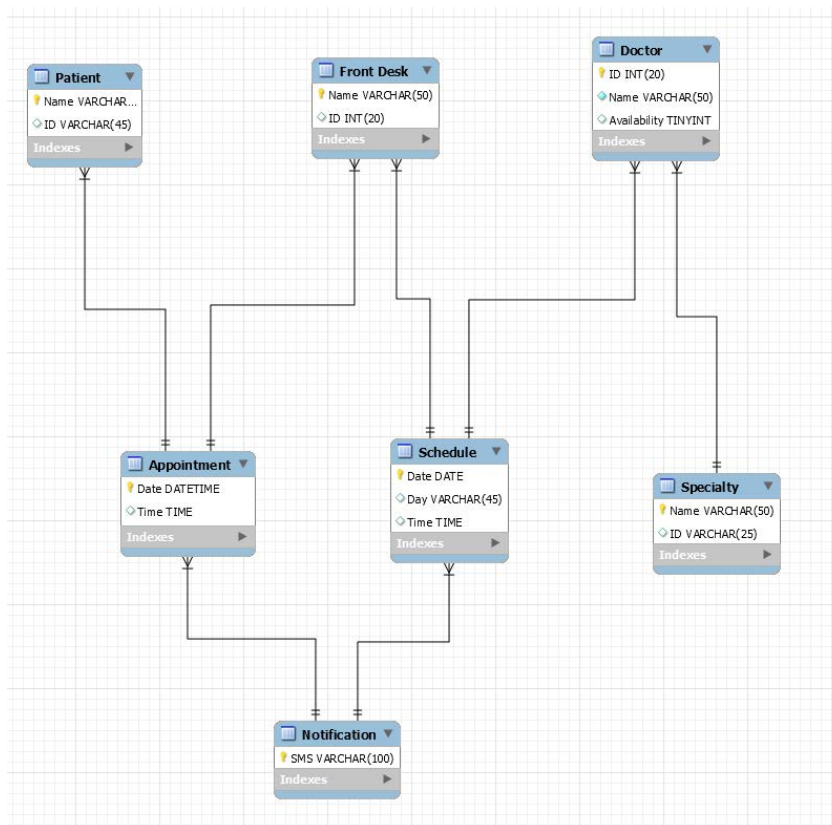 Patient
Name VARCHAR...
ID VARCHAR(45)
Indexes
Front Desk
Name VARCHAR(50)
ID INT(20)
Indexes
Doctor
ID INT(20)
Name VARCHAR(50)
Availability TINYINT
Indexes
Appointment
Date DATETIME
Time TIME
Indexes
Schedule
Date DATE
Day VARCHAR(45)
Time TIME
Indexes
Specialty
Name VARCHAR(50)
ID VARCHAR(25)
Indexes
Notification
SMS VARCHAR(100)
Indexes